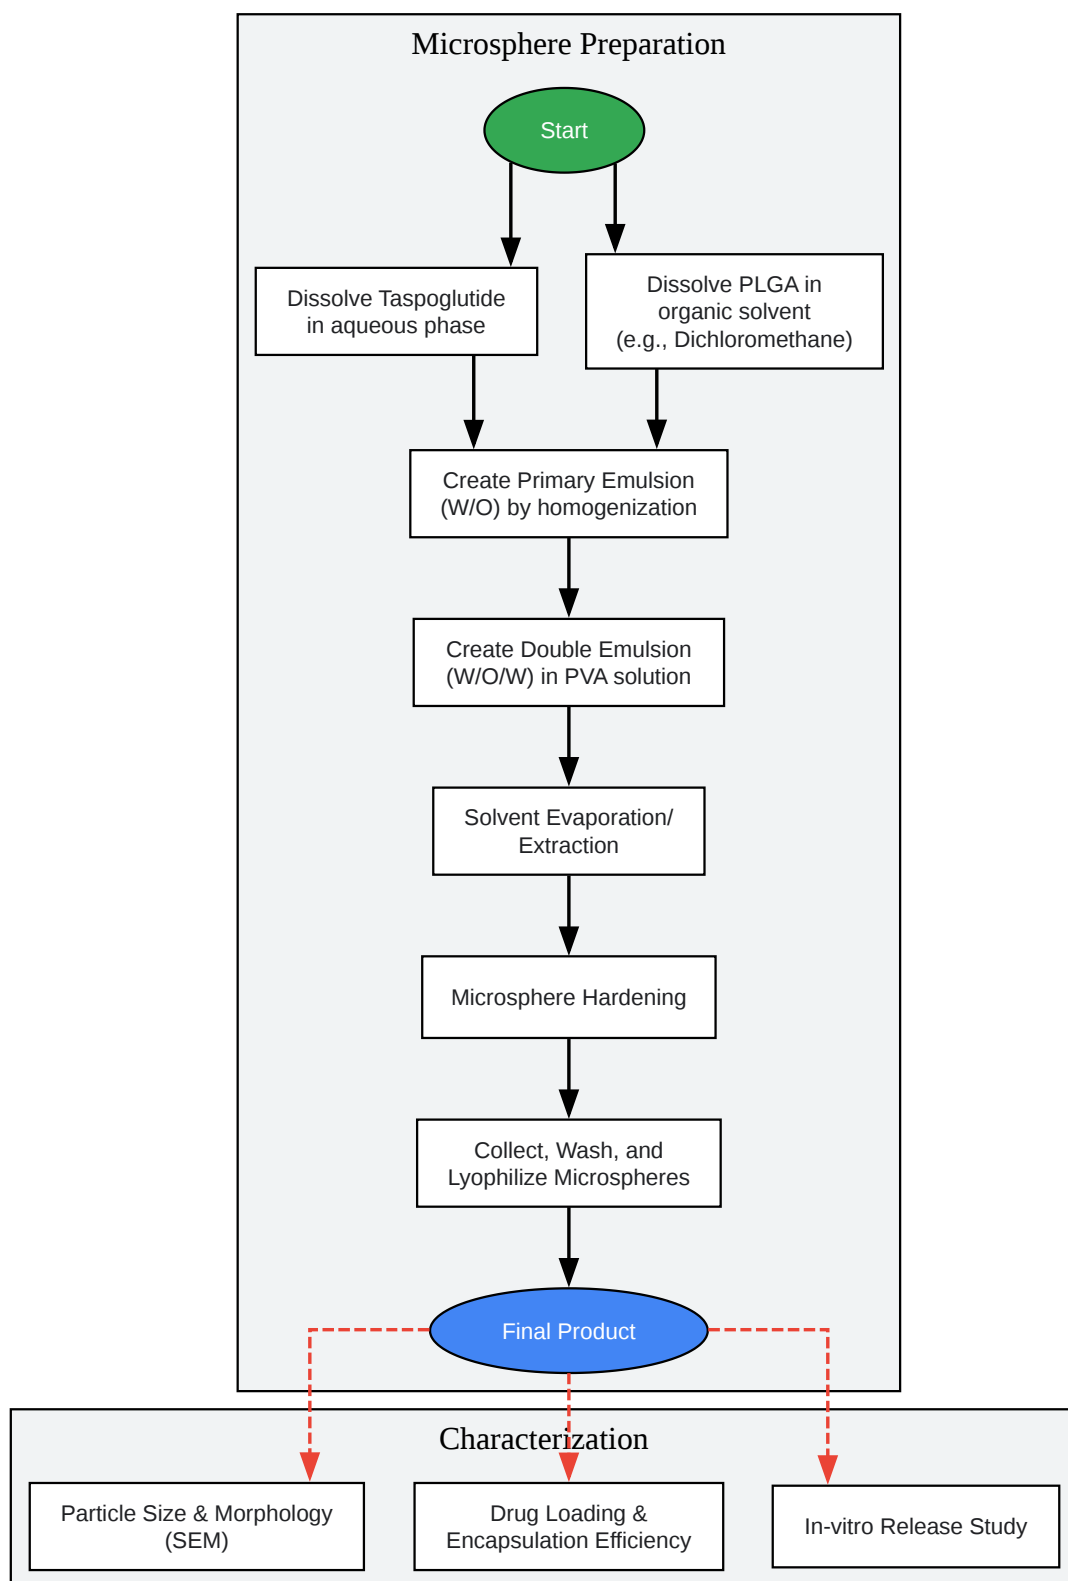 Microsphere Preparation
Start
Dissolve Taspoglutide
in aqueous phase
Dissolve PLGA in
organic solvent
(e.g., Dichloromethane)
Create Primary Emulsion
(W/O) by homogenization
Create Double Emulsion
(W/O/W) in PVA solution
Solvent Evaporation/
Extraction
Microsphere Hardening
Collect, Wash, and
Lyophilize Microspheres
Final Product
Characterization
Particle Size & Morphology
(SEM)
Drug Loading &
Encapsulation Efficiency
In-vitro Release Study